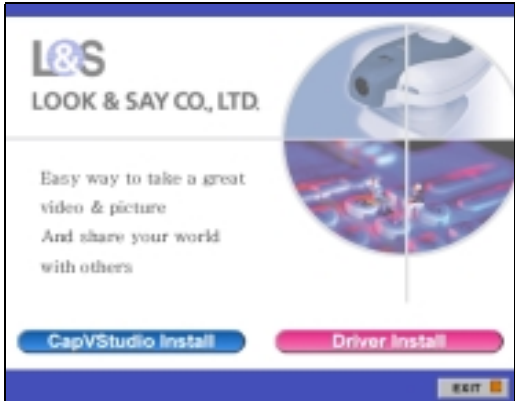 L&S
LOOK & SAY CO., LTD.
Easy way to take a great
video & picture
And share your world
with others
CapVStudio Install
Driver Install
EXIT